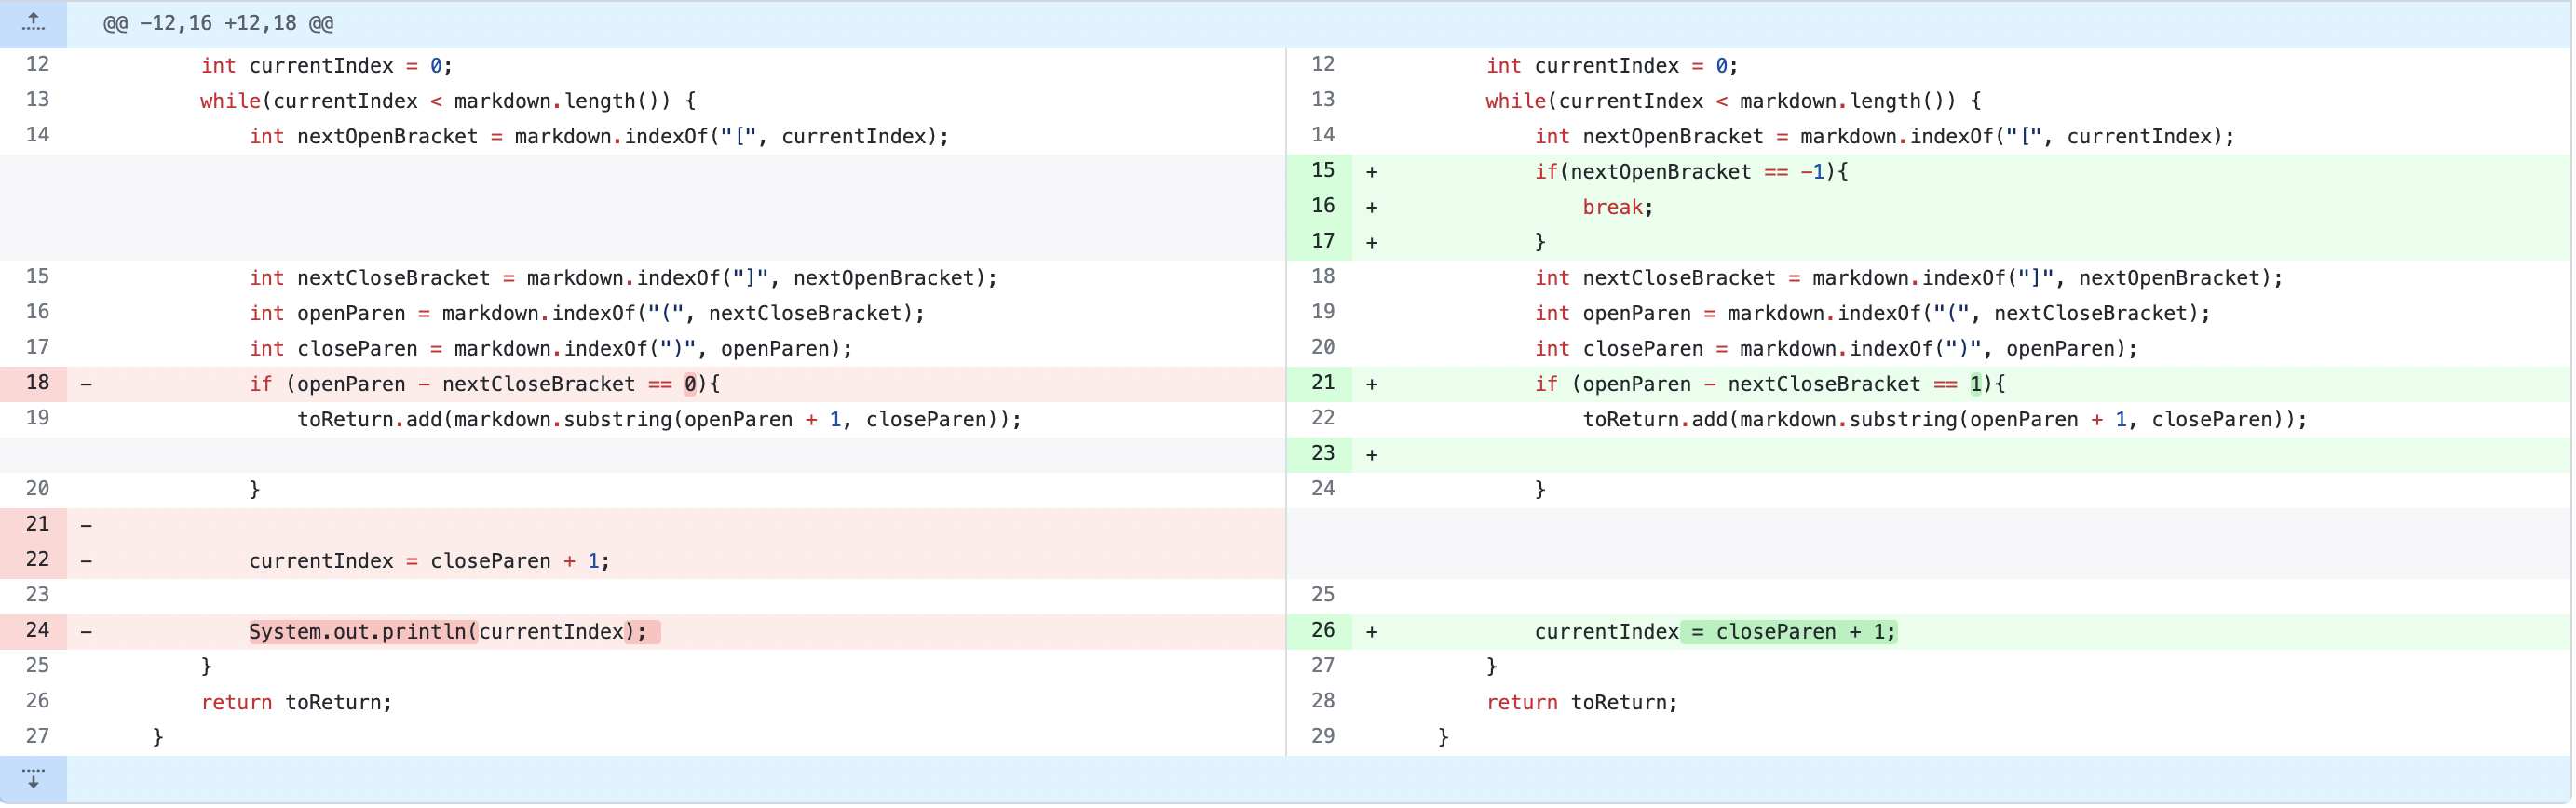 @@ -12,16 +12,18 @@
12 int currentIndex = 0;
13 while(currentIndex < markdown.length()) {
14 int nextOpenBracket = markdown.indexOf("[", currentIndex);
15 int nextCloseBracket = markdown.indexOf("]", nextOpenBracket);
16 int openParen = markdown.indexOf("(", nextCloseBracket);
17 int closeParen = markdown.indexOf(")", openParen);
18 - if (openParen - nextCloseBracket == 0){
19 toReturn.add(markdown.substring(openParen + 1, closeParen));
20 }
21 -
22 - currentIndex = closeParen + 1;
23
24 - System.out.println(currentIndex);
25 }
26 return toReturn;
27 }
12 int currentIndex = 0;
13 while(currentIndex < markdown.length()) {
14 int nextOpenBracket = markdown.indexOf("[", currentIndex);
15 + if(nextOpenBracket == -1){
16 + break;
17 + }
18 int nextCloseBracket = markdown.indexOf("]", nextOpenBracket);
19 int openParen = markdown.indexOf("(", nextCloseBracket);
20 int closeParen = markdown.indexOf(")", openParen);
21 + if (openParen - nextCloseBracket == 1){
22 toReturn.add(markdown.substring(openParen + 1, closeParen));
23 +
24 }
25
26 + currentIndex = closeParen + 1;
27 }
28 return toReturn;
29 }